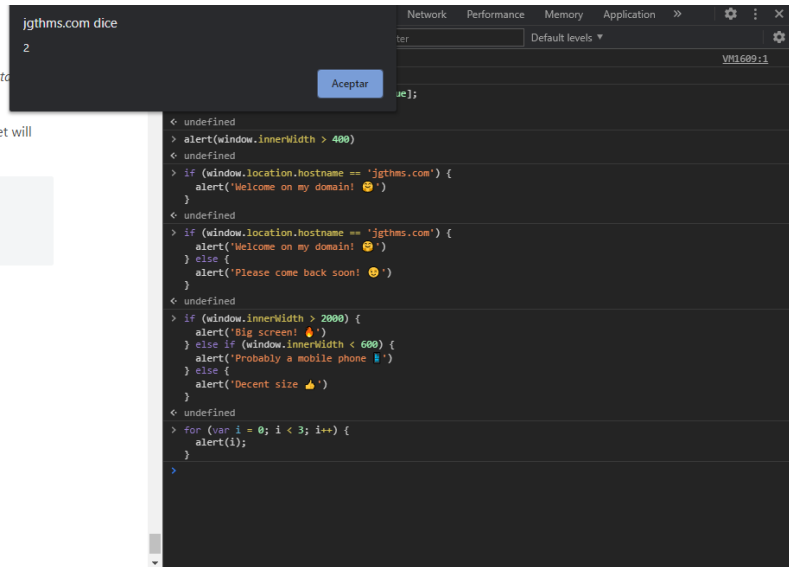 jgthms.com dice
2
Aceptar
Network Performance Memory Application »
Default levels ▼
VM1609:1
et will
ue];
undefined
> alert(window.innerWidth > 400)
undefined
> if (window.location.hostname == 'jgthms.com') {
alert('Welcome on my domain! 🤗')
}
undefined
> if (window.location.hostname == 'jgthms.com') {
alert('Welcome on my domain! 🤗')
} else {
alert('Please come back soon! 😉')
}
undefined
> if (window.innerWidth > 2000) {
alert('Big screen! 🔥')
} else if (window.innerWidth < 600) {
alert('Probably a mobile phone 📱')
} else {
alert('Decent size 👍')
}
undefined
> for (var i = 0; i < 3; i++) {
alert(i);
}
>